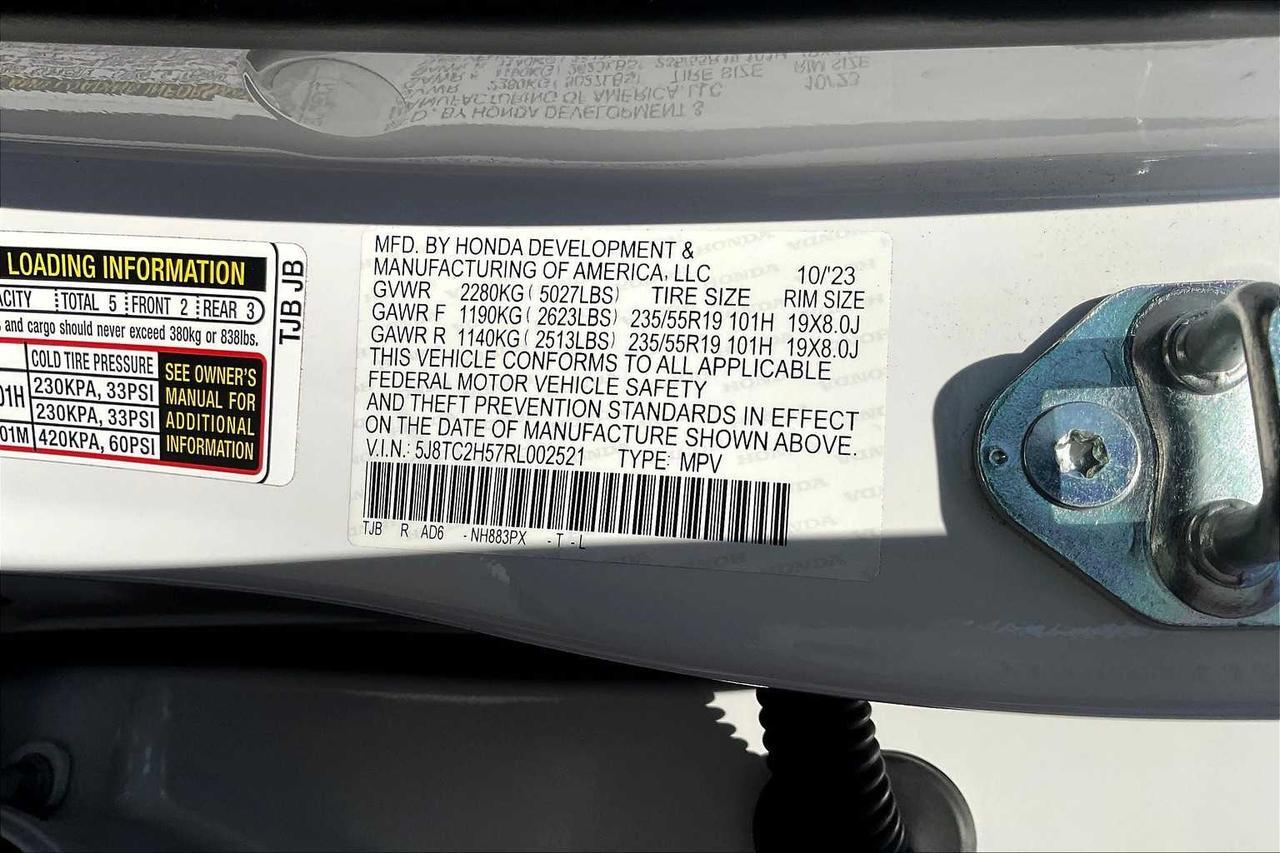 LOADING INFORMATION
TOTAL 5 FRONT 2 REAR 3
and cargo should never exceed 380kg or 838lbs.
COLD TIRE PRESSURE
230KPA, 33PSI
230KPA, 33PSI
420KPA, 60PSI
SEE OWNER'S
MANUAL FOR
ADDITIONAL
INFORMATION
TJB JB
MFD. BY HONDA DEVELOPMENT &
MANUFACTURING OF AMERICA, LLC 10/'23
GVWR 2280KG ( 5027LBS) TIRE SIZE RIM SIZE
GAWR F 1190KG ( 2623LBS) 235/55R19 101H 19X8.0J
GAWR R 1140KG ( 2513LBS) 235/55R19 101H 19X8.0J
THIS VEHICLE CONFORMS TO ALL APPLICABLE
FEDERAL MOTOR VEHICLE SAFETY
AND THEFT PREVENTION STANDARDS IN EFFECT
ON THE DATE OF MANUFACTURE SHOWN ABOVE.
V.I.N.: 5J8TC2H57RL002521 TYPE: MPV
TJB R AD6 -NH883PX -T-L